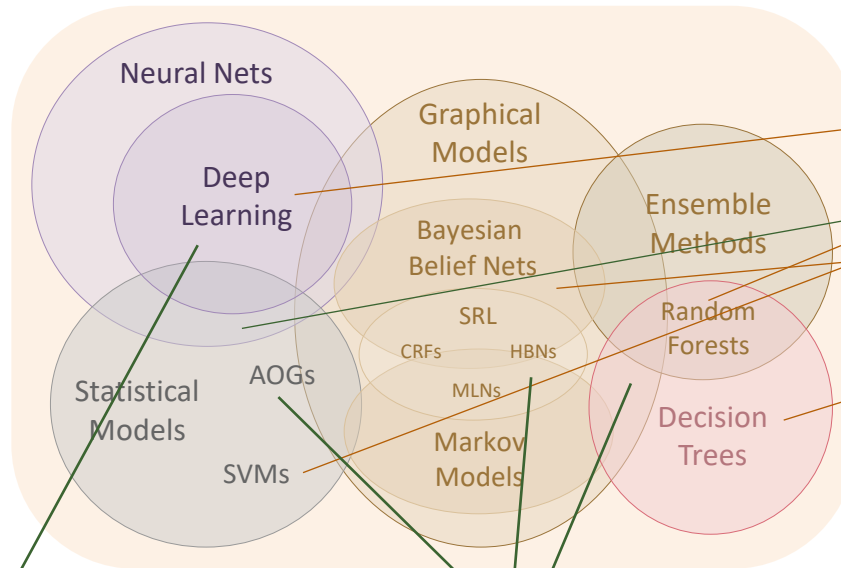 Neural Nets
Deep
Learning
Graphical
Models
Ensemble
Methods
Bayesian
Belief Nets
SRL
CRFs
HBNs
MLNs
Random
Forests
Statistical
Models
AOGs
SVMs
Markov
Models
Decision
Trees